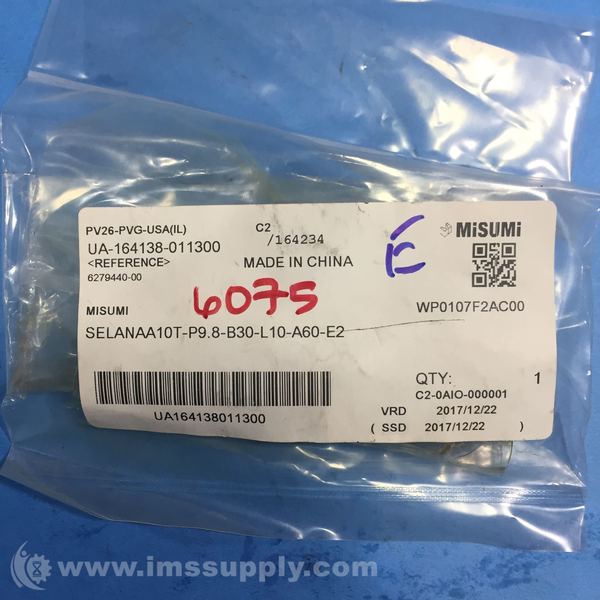 PV26-PVG-USA(IL) C2
UA-164138-011300 /164234
<REFERENCE> MADE IN CHINA
6279440-00
E
MiSUMi
6075
MISUMI WP0107F2AC00
SELANAA10T-P9.8-B30-L10-A60-E2
QTY: 1
C2-0AIO-000001
VRD 2017/12/22
( SSD 2017/12/22 )
UA164138011300
www.imssupply.com